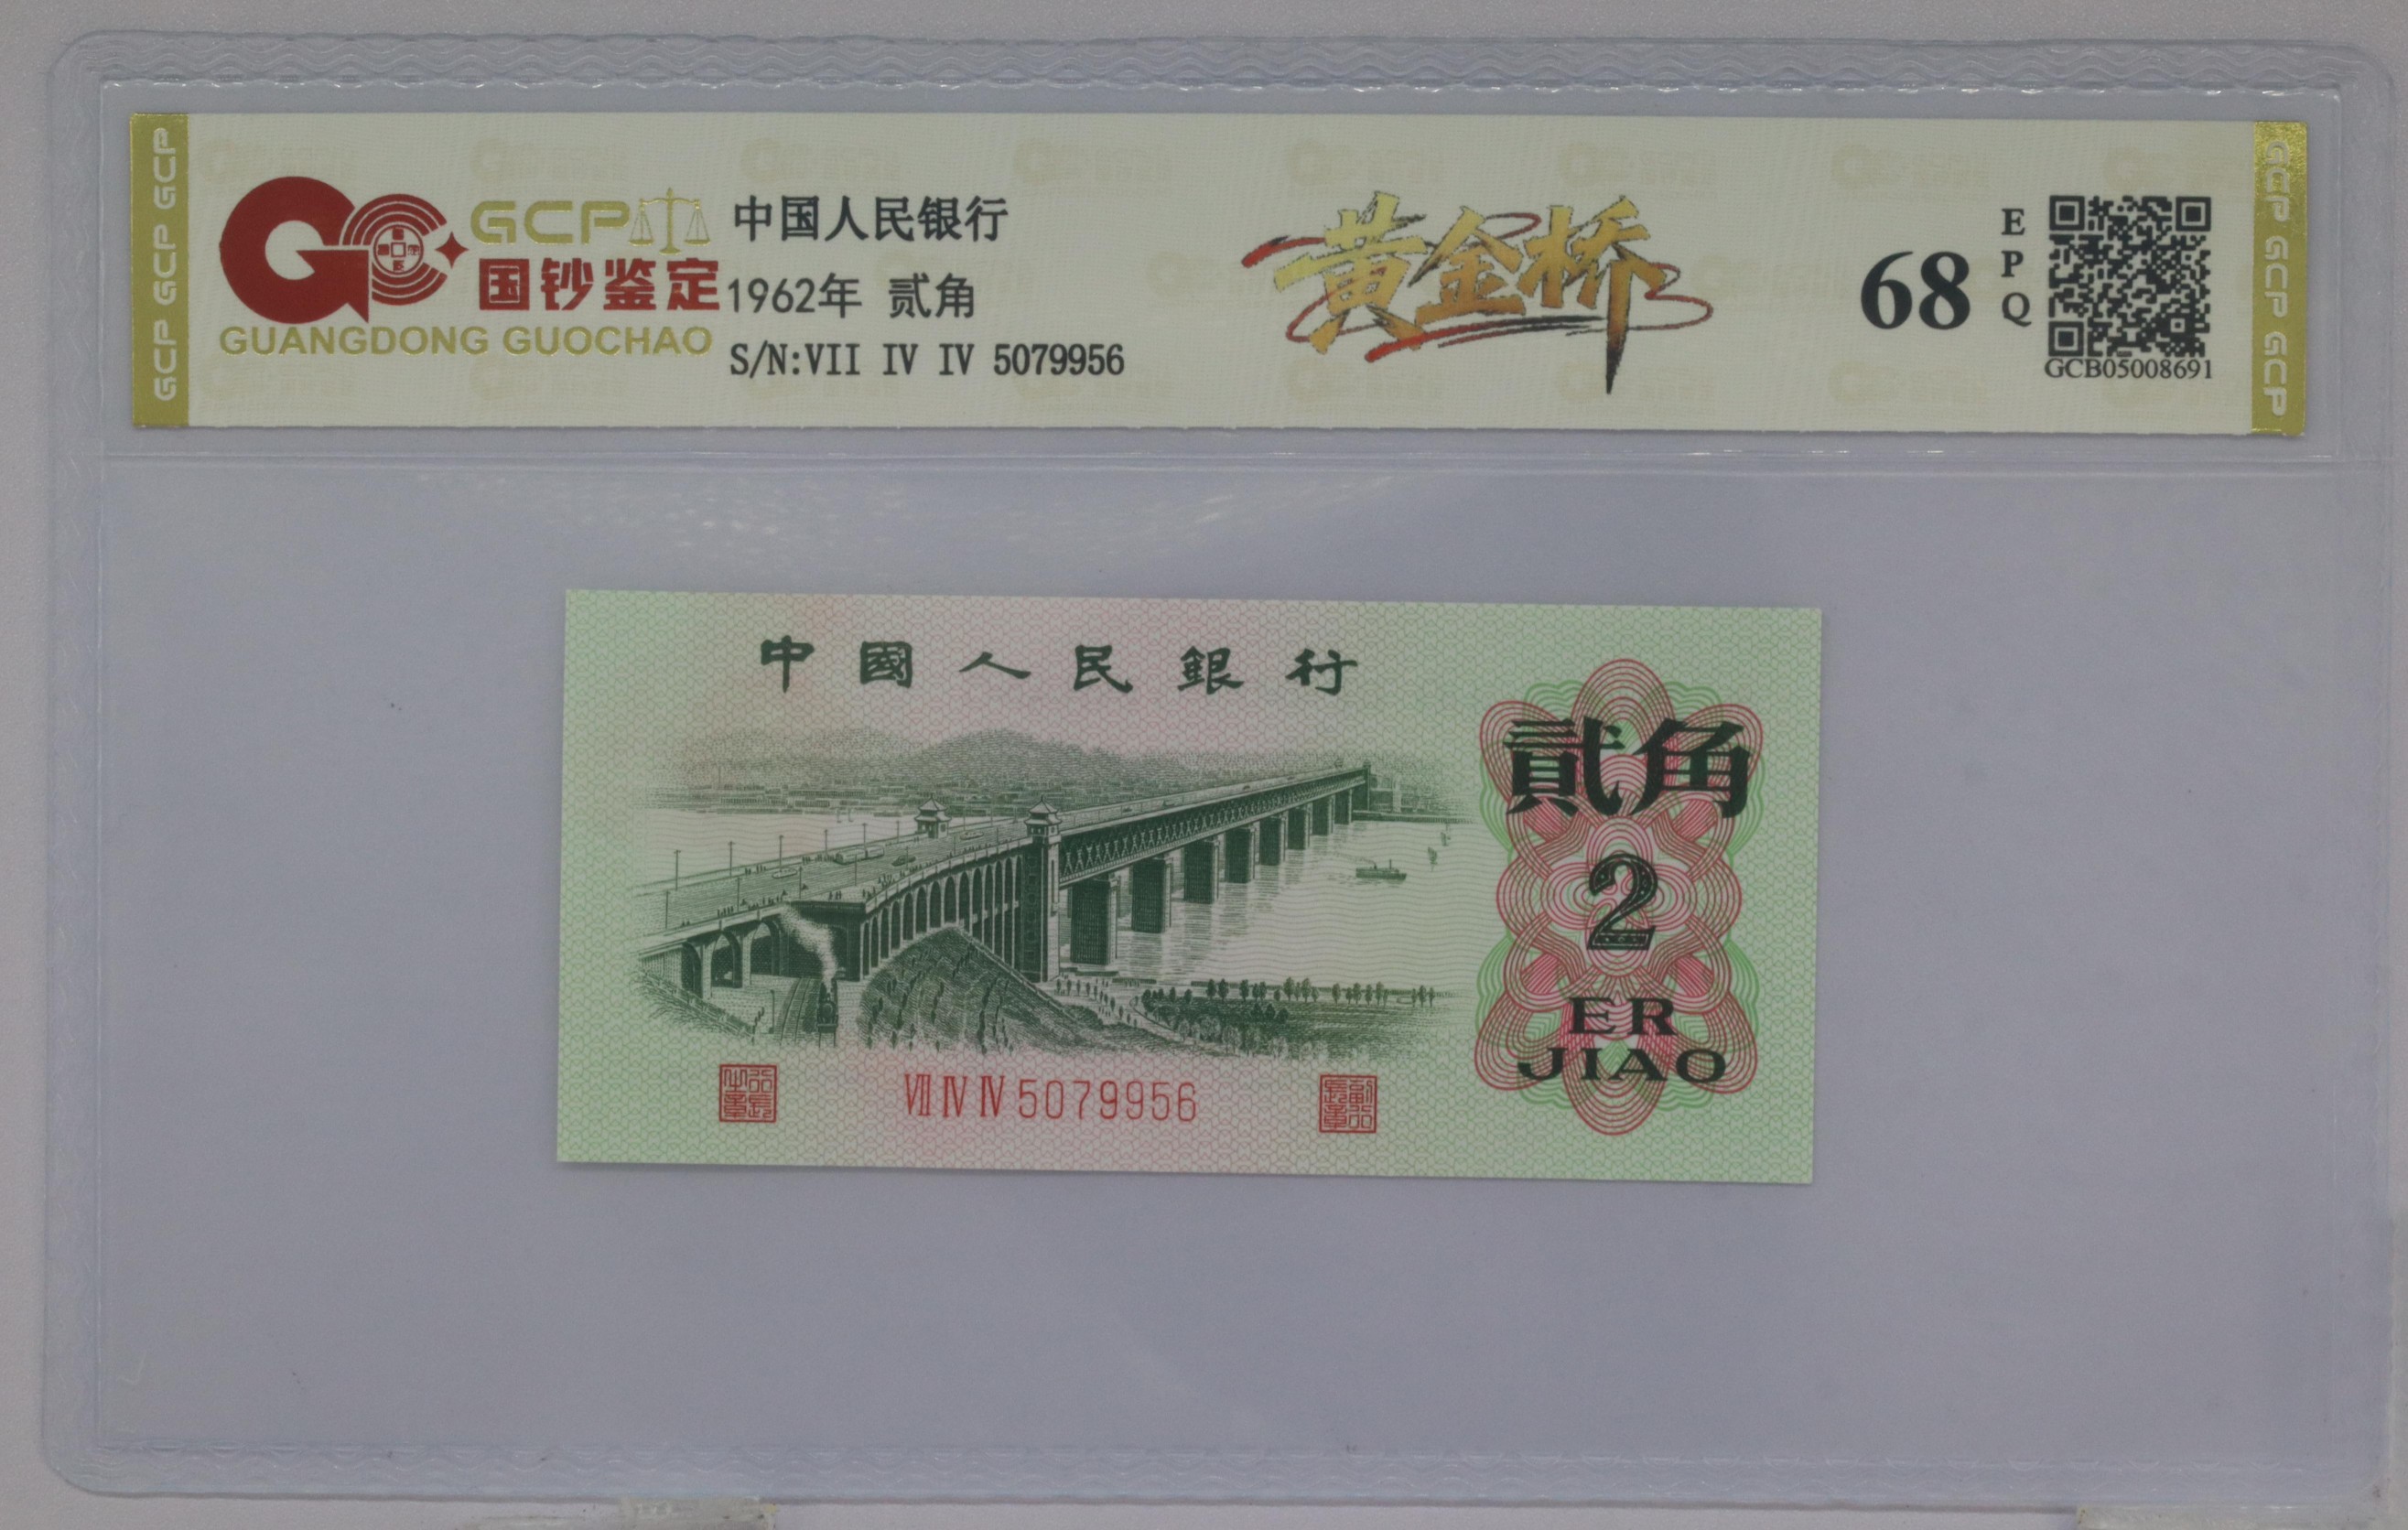 GCP GCP GCP
GCP
国钞鉴定
GUANGDONG GUOCHAO
中国人民银行
1962年 贰角
S/N:VII IV IV 5079956
黄金桥
68
EPQ
GCB05008691
GCP GCP GCP
中國人民銀行
貳角
2
ER
JIAO
VII IV IV 5079956